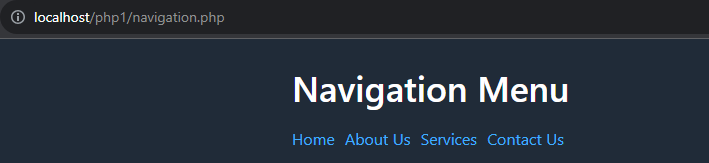 localhost/php1/navigation.php
Navigation Menu
Home About Us Services Contact Us